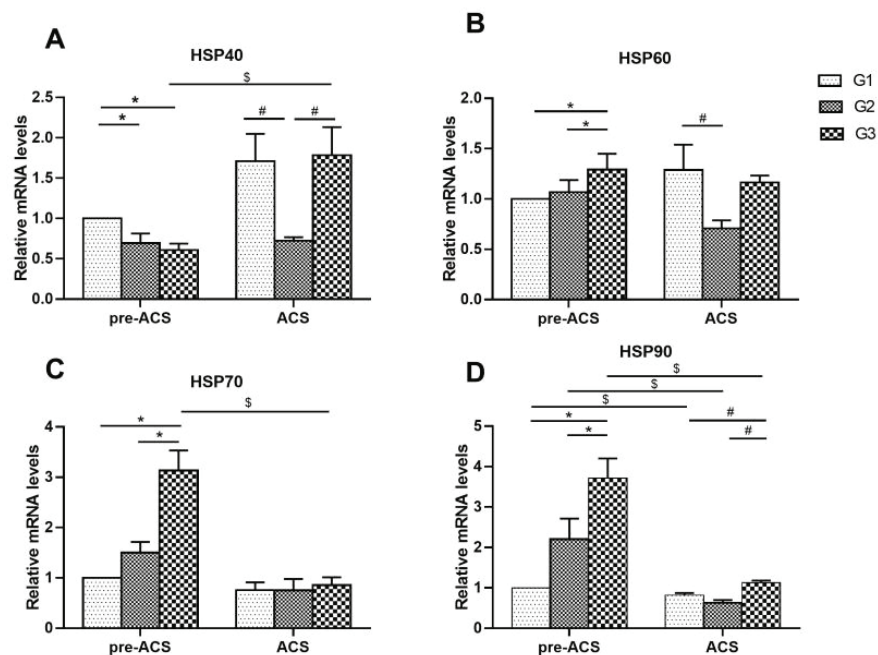 A
HSP40
$
*
*
#
#
2.5
2.0
1.5
1.0
0.5
0.0
Relative mRNA levels
pre-ACS
ACS
B
HSP60
*
*
#
2.0
1.5
1.0
0.5
0.0
Relative mRNA levels
pre-ACS
ACS
G1
G2
G3
C
HSP70
$
*
*
4
3
2
1
0
Relative mRNA levels
pre-ACS
ACS
D
HSP90
$
$
$
*
*
#
#
5
4
3
2
1
0
Relative mRNA levels
pre-ACS
ACS